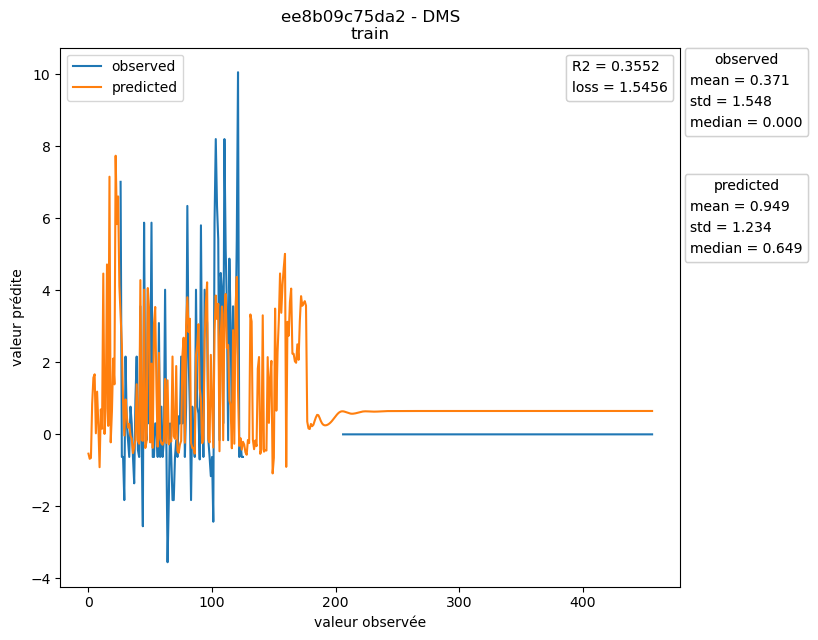 ee8b09c75da2 - DMS
train
observed
predicted
R2 = 0.3552
loss = 1.5456
observed
mean = 0.371
std = 1.548
median = 0.000
predicted
mean = 0.949
std = 1.234
median = 0.649
valeur prédite
10
8
6
4
2
0
−2
−4
0
100
200
300
400
valeur observée